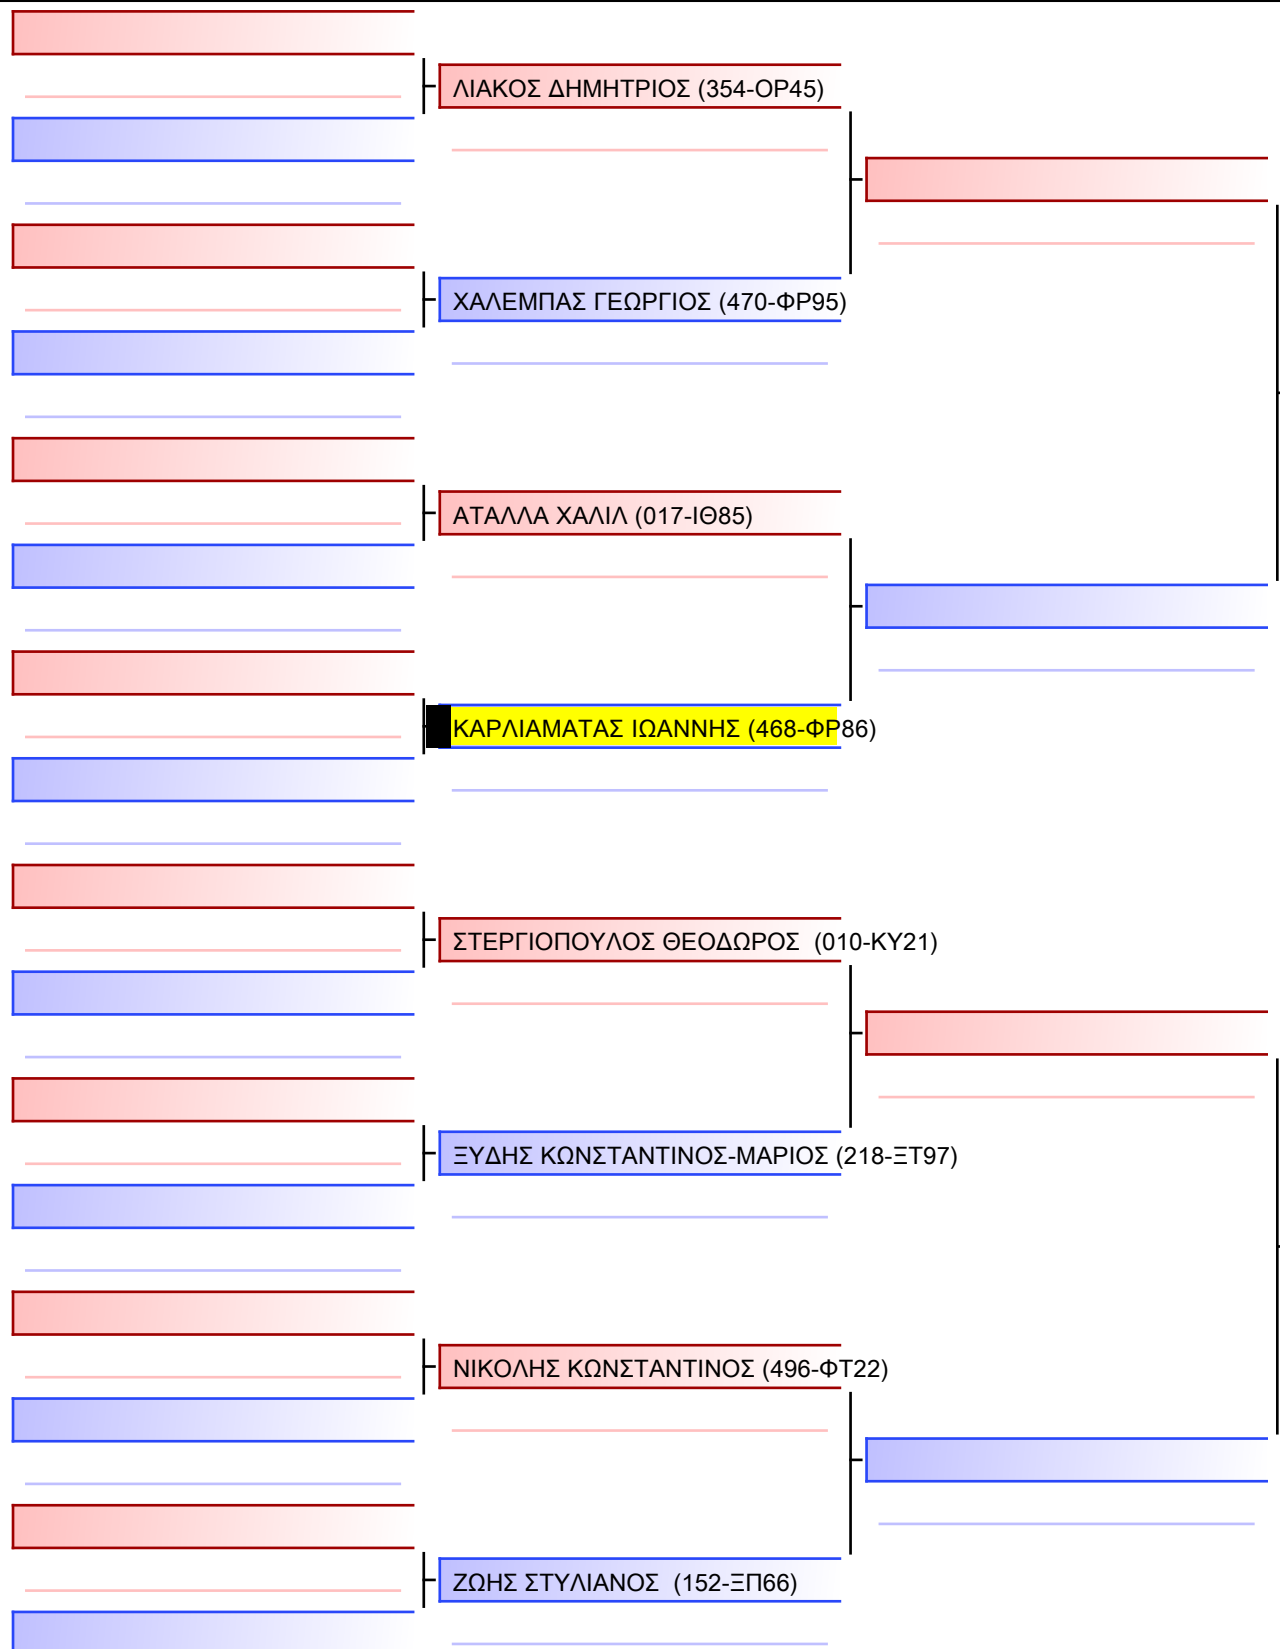 ΛΙΑΚΟΣ ΔΗΜΗΤΡΙΟΣ (354-ΟΡ45)
ΧΑΛΕΜΠΑΣ ΓΕΩΡΓΙΟΣ (470-ΦΡ95)
ΑΤΑΛΛΑ ΧΑΛΙΛ (017-ΙΘ85)
ΚΑΡΛΙΑΜΑΤΑΣ ΙΩΑΝΝΗΣ (468-ΦΡ86)
ΣΤΕΡΓΙΟΠΟΥΛΟΣ ΘΕΟΔΩΡΟΣ (010-ΚΥ21)
ΞΥΔΗΣ ΚΩΝΣΤΑΝΤΙΝΟΣ-ΜΑΡΙΟΣ (218-ΞΤ97)
ΝΙΚΟΛΗΣ ΚΩΝΣΤΑΝΤΙΝΟΣ (496-ΦΤ22)
ΖΩΗΣ ΣΤΥΛΙΑΝΟΣ (152-ΞΠ66)